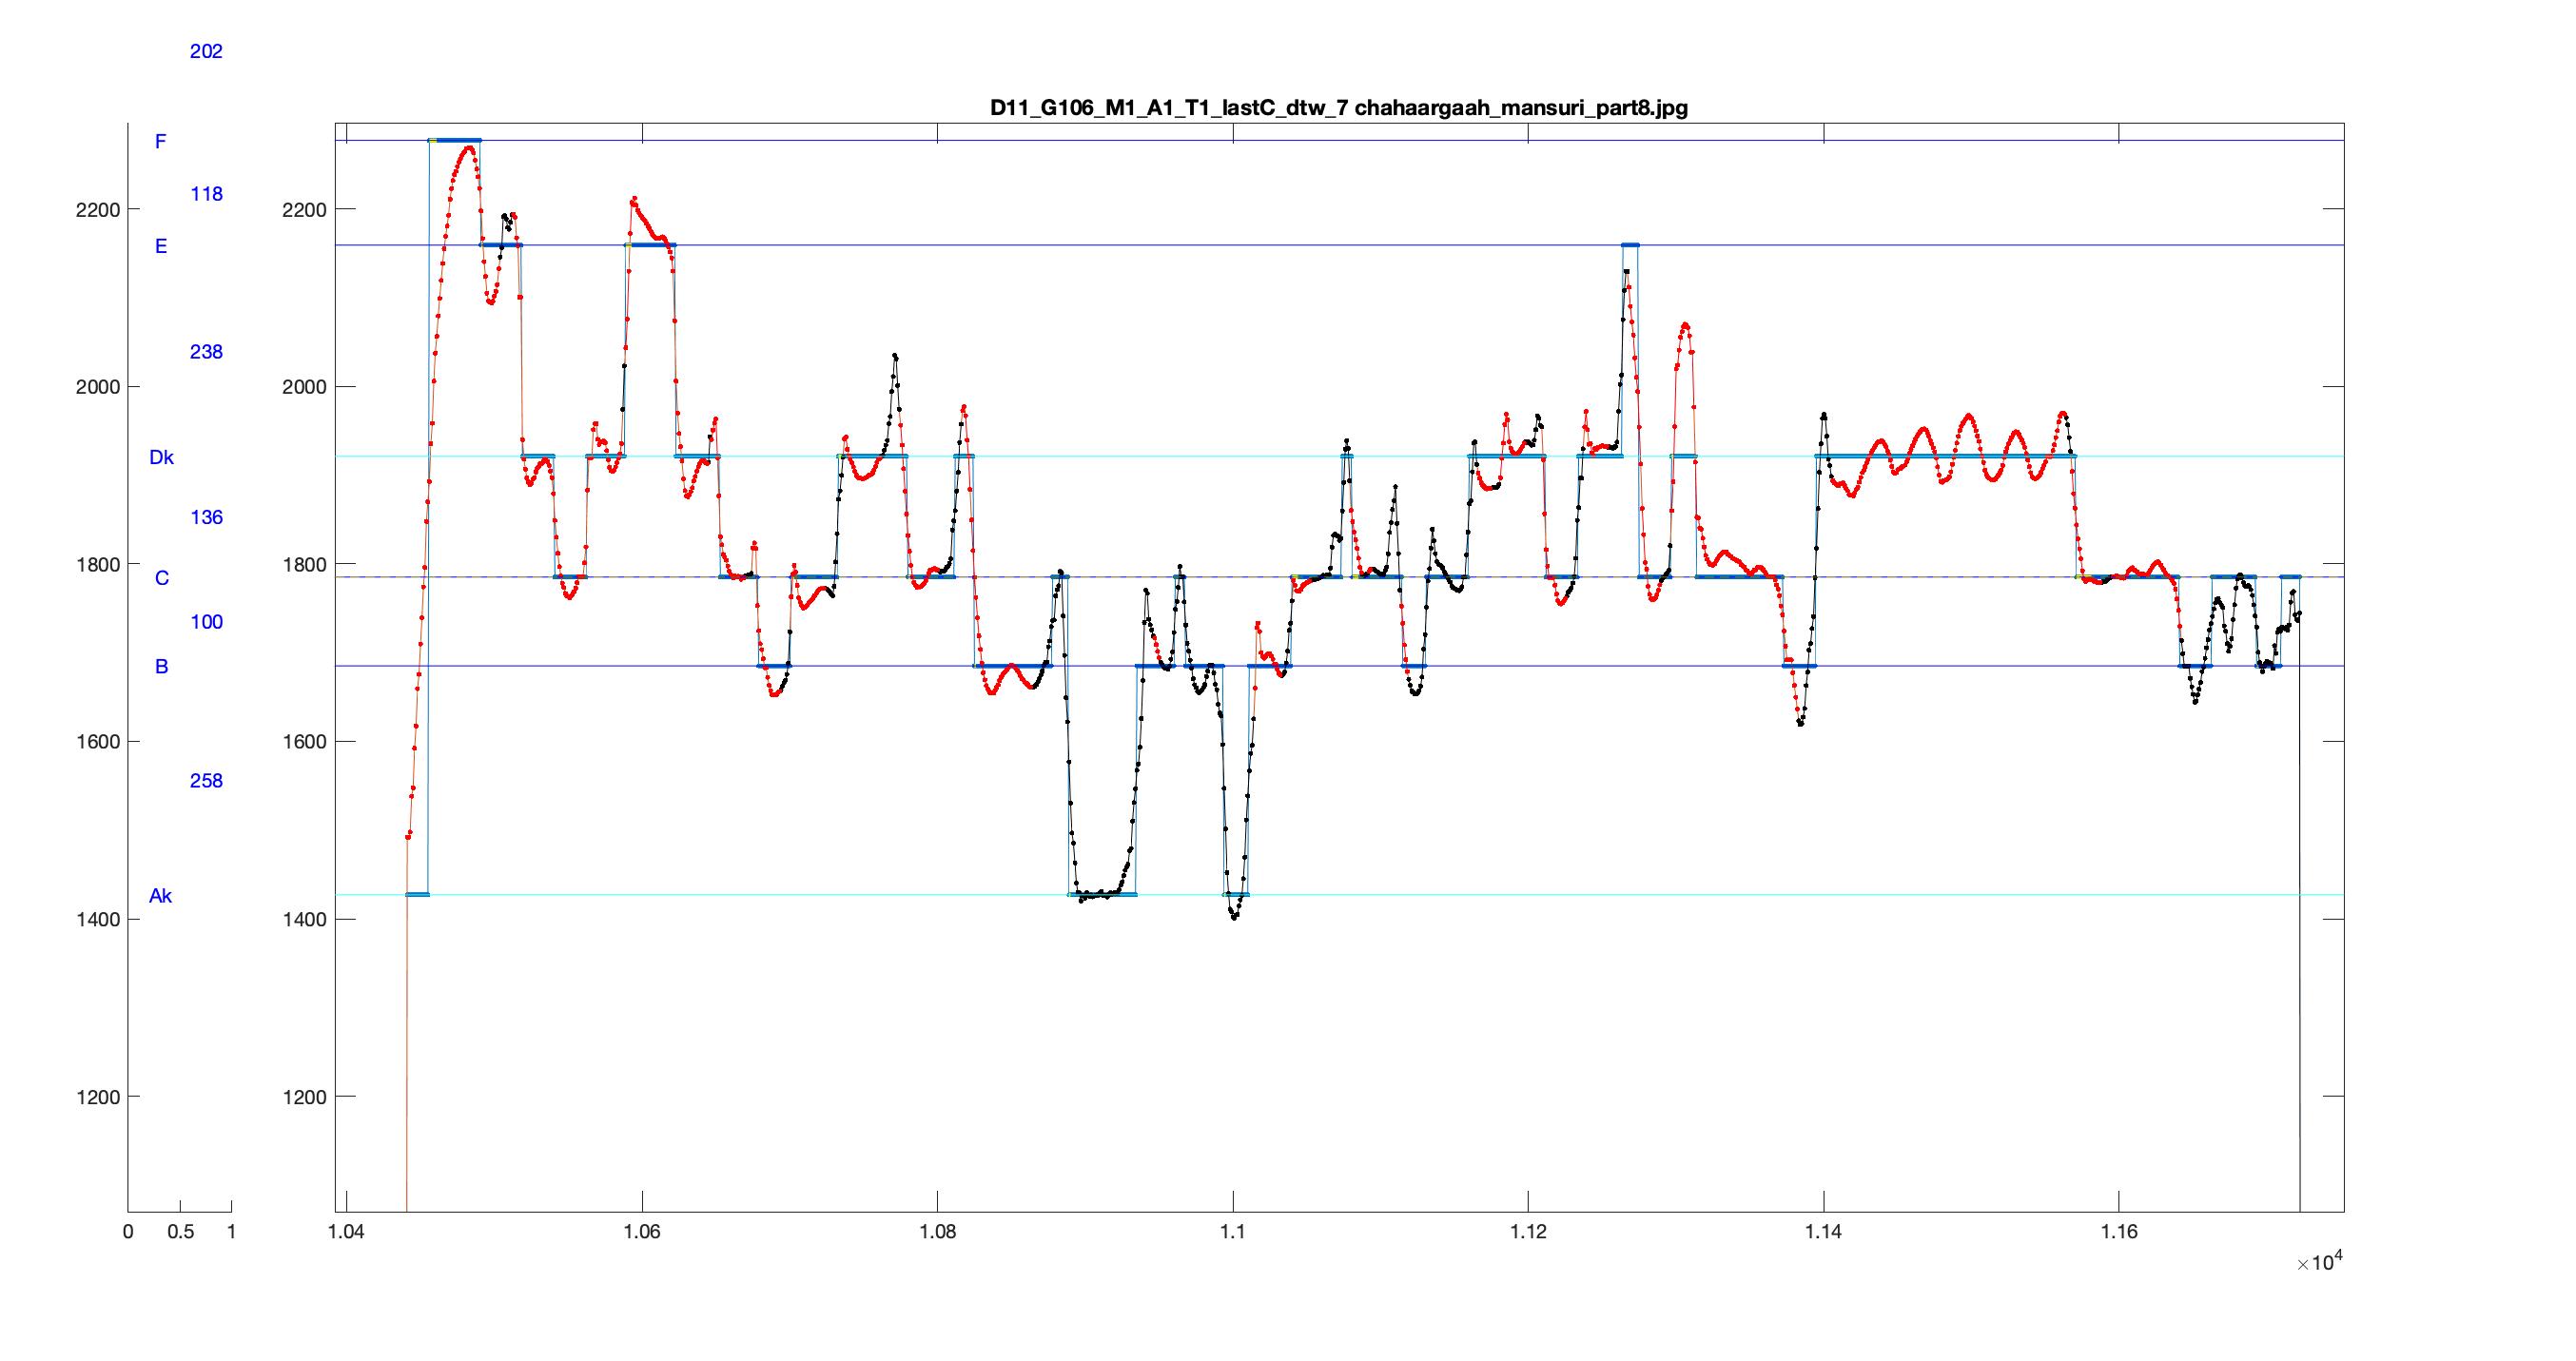 202
D11_G106_M1_A1_T1_lastC_dtw_7 chahaargaah_mansuri_part8.jpg
F
118
2200 2200
E
238
2000 2000
Dk
136
1800 1800
C
100
B
1600 1600
258
Ak
1400 1400
1200 1200
0 0.5 1 1.04 1.06 1.08 1.1 1.12 1.14 1.16
×10⁴